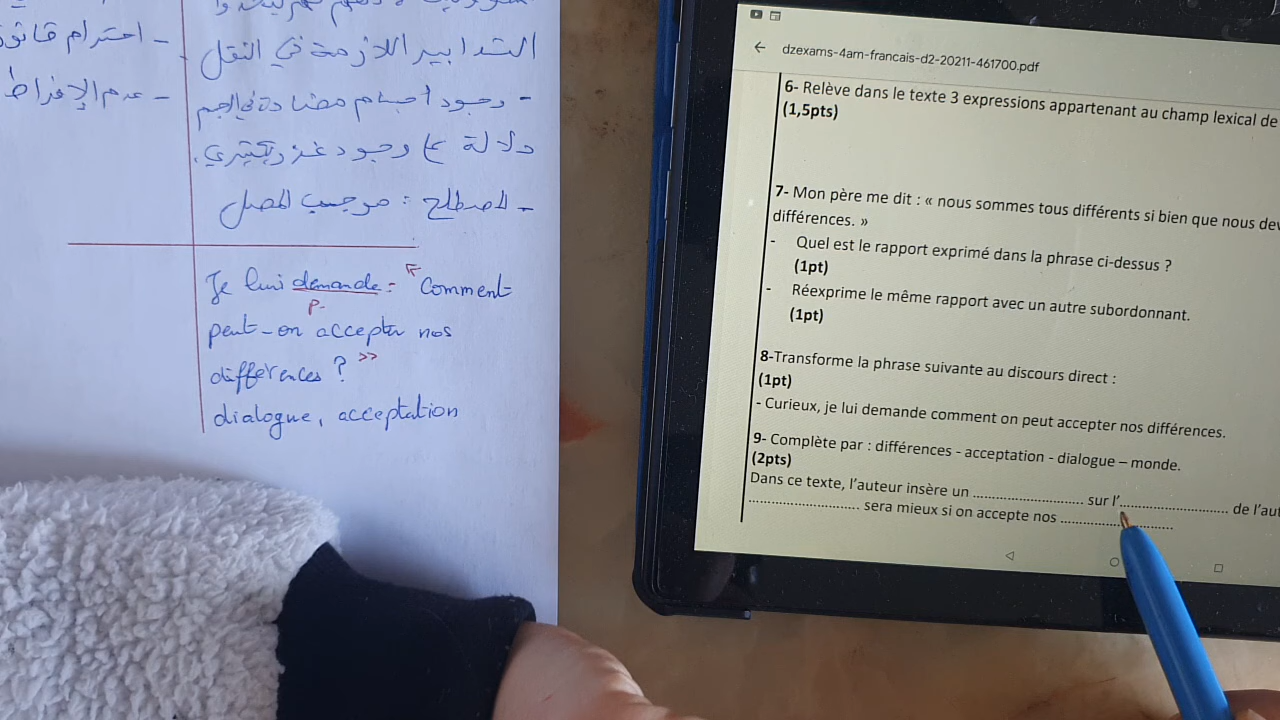 التدابير اللازمة في النقل
- وجود أجسام مضادة في الجسم
دلالة ع وجود غزو بكتيري.
- المصطلح : موجب المصل
- احترام قانون
- عدم الإفراط
Je lui demande = « Comment
P-
peut-on accepter nos
différences ? »
dialogue, acceptation
dzexams-4am-francais-d2-20211-461700.pdf
6- Relève dans le texte 3 expressions appartenant au champ lexical de
(1,5pts)
7- Mon père me dit : « nous sommes tous différents si bien que nous dev
différences. »
- Quel est le rapport exprimé dans la phrase ci-dessus ?
(1pt)
- Réexprime le même rapport avec un autre subordonnant.
(1pt)
8-Transforme la phrase suivante au discours direct :
(1pt)
- Curieux, je lui demande comment on peut accepter nos différences.
9- Complète par : différences - acceptation - dialogue – monde.
(2pts)
Dans ce texte, l'auteur insère un ............................ sur l'............................ de l'aut
............................ sera mieux si on accepte nos ............................